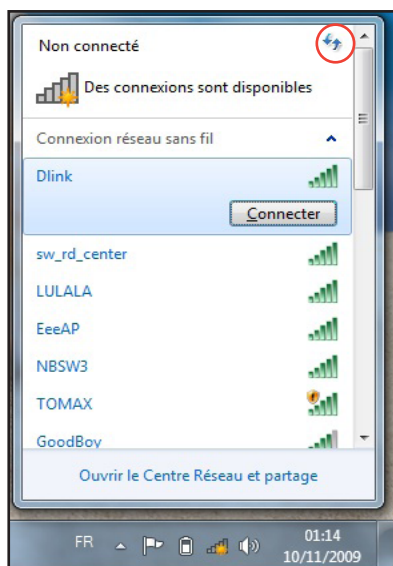 Non connecté
Des connexions sont disponibles
Connexion réseau sans fil
Dlink
Connecter
sw_rd_center
LULALA
EeeAP
NBSW3
TOMAX
GoodBoy
Ouvrir le Centre Réseau et partage
FR
01:14
10/11/2009